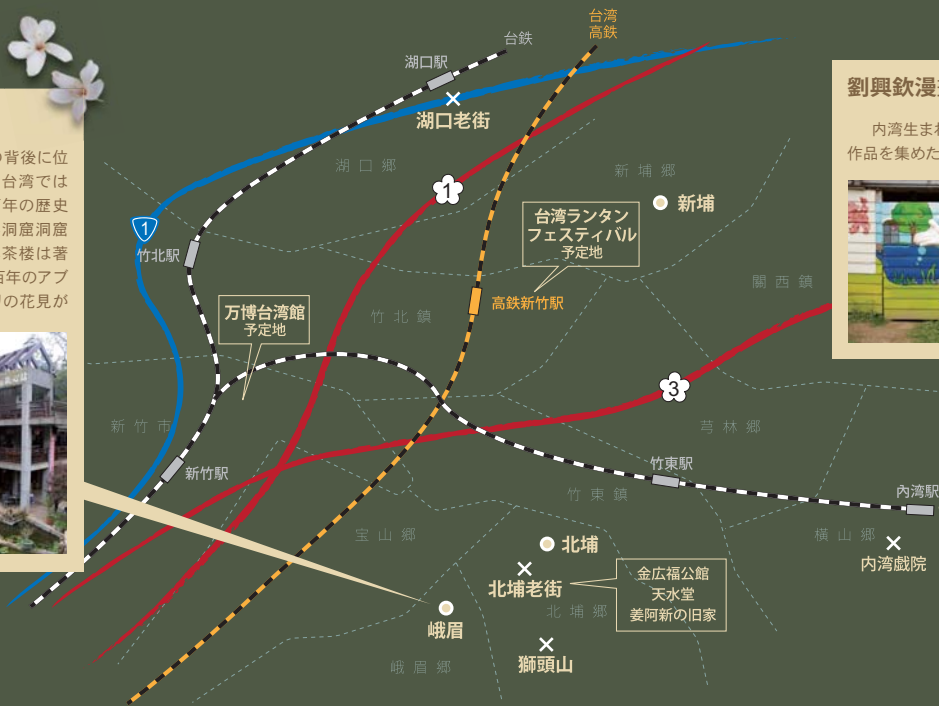 の背後に位
台湾では
年の歴史
洞窟洞窟
茶楼は著
百年のアブ
の花見が
台湾
高鉄
台鉄
湖口駅
湖口老街
湖口郷
新埔郷
1
新埔
台湾ランタン
フェスティバル
予定地
1
竹北駅
關西鎮
高鉄新竹駅
万博台湾館
予定地
竹北鎮
3
新竹市
芎林郷
新竹駅
竹東駅
竹東鎮
內湾駅
宝山郷
橫山郷
北埔
内湾戯院
北埔老街
金広福公館
天水堂
姜阿新の旧家
北埔郷
峨眉
獅頭山
峨眉郷
劉興欽漫
内湾生まれ
作品を集めた